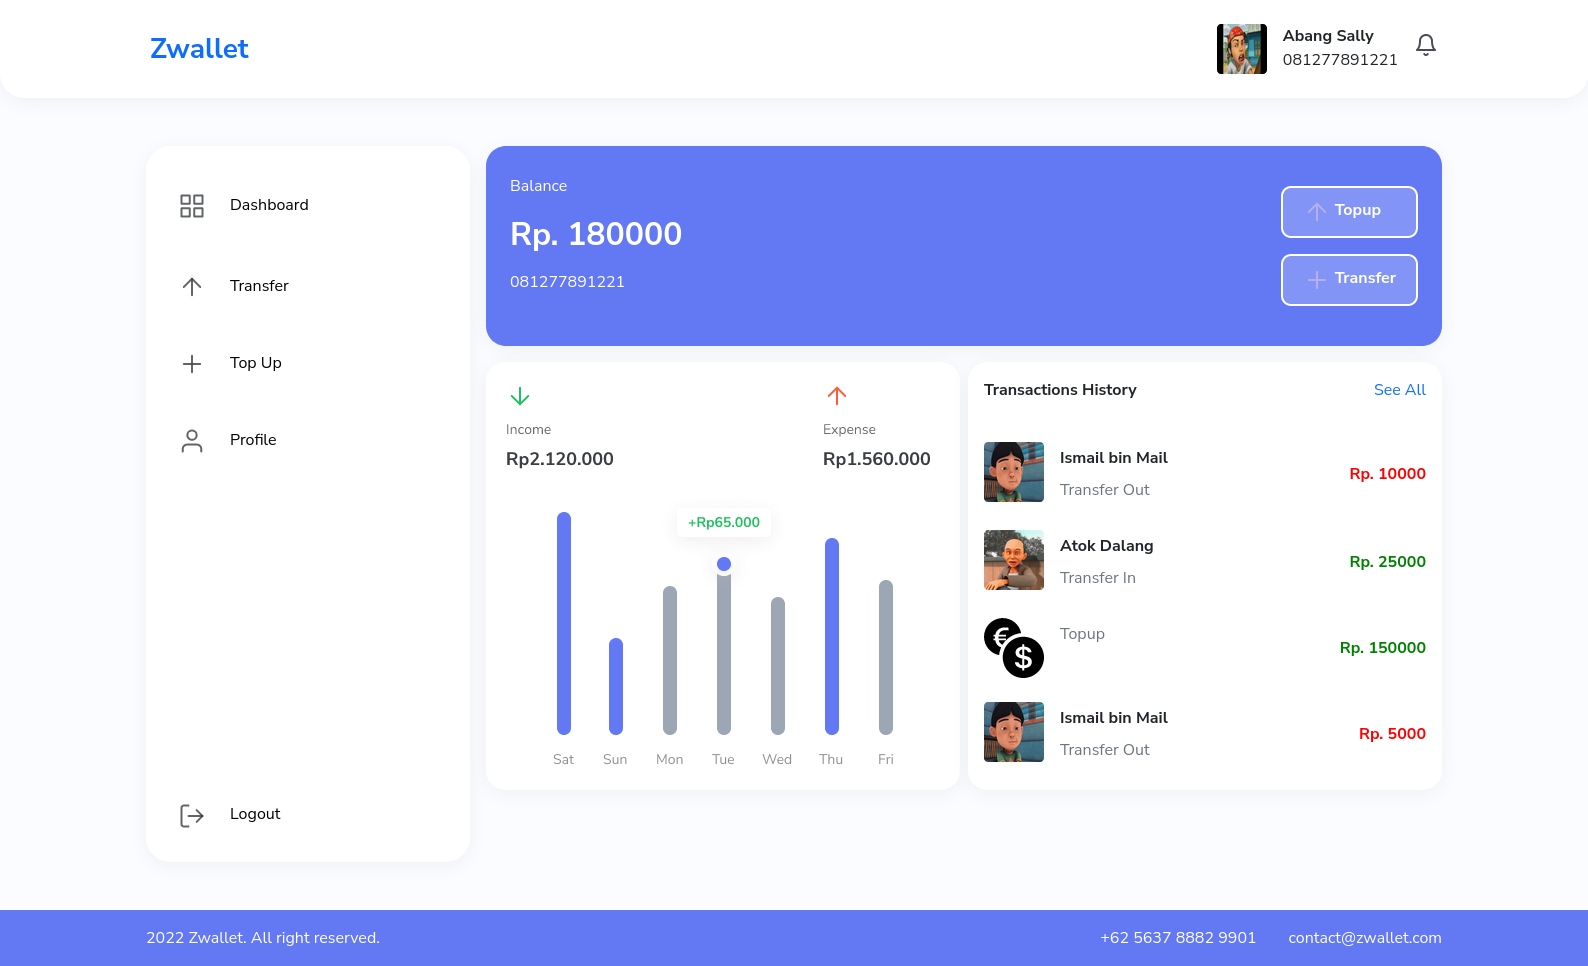 Zwallet
Abang Sally
081277891221
Dashboard
Transfer
Top Up
Profile
Logout
Balance
Rp. 180000
081277891221
Topup
Transfer
Income
Rp2.120.000
Expense
Rp1.560.000
+Rp65.000
Sat Sun Mon Tue Wed Thu Fri
Transactions History
See All
Ismail bin Mail
Transfer Out
Rp. 10000
Atok Dalang
Transfer In
Rp. 25000
Topup
Rp. 150000
Ismail bin Mail
Transfer Out
Rp. 5000
2022 Zwallet. All right reserved.
+62 5637 8882 9901
contact@zwallet.com